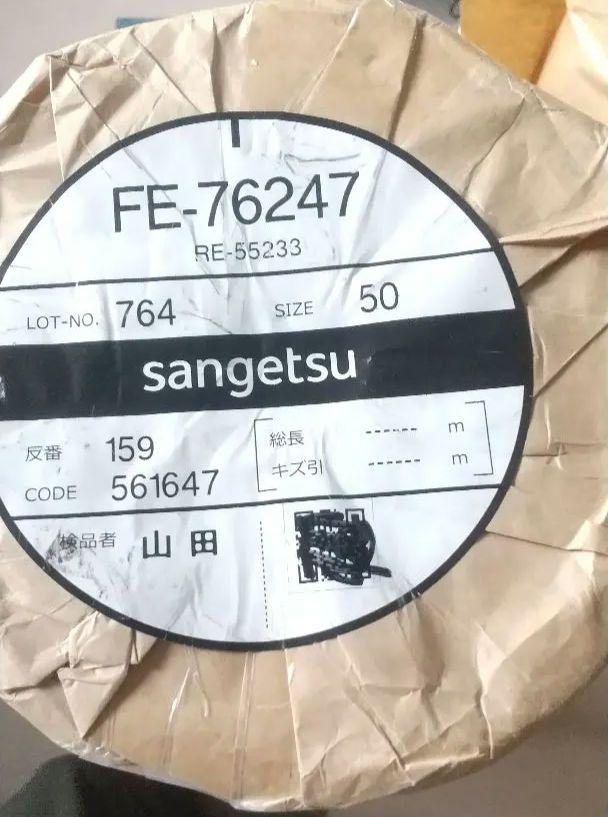 FE-76247
RE-55233
LOT-NO. 764 SIZE 50
sangetsu
反番 159
CODE 561647
総長 ------ m
キズ引 ------ m
検品者 山田